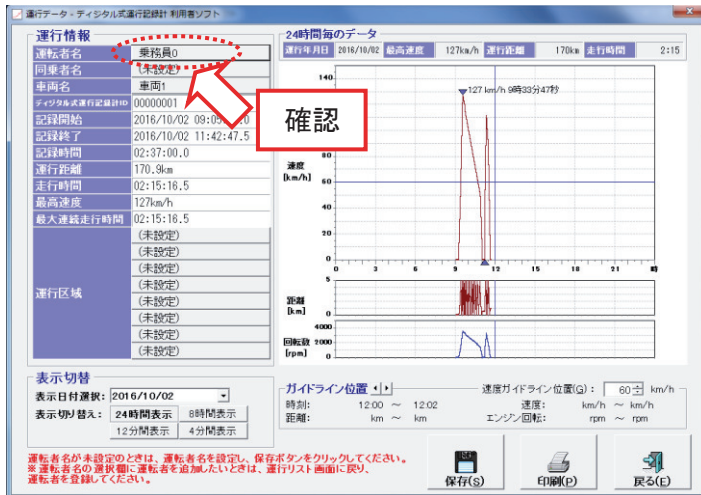 運行データ - ディジタル式運行記録計 利用者ソフト
運行情報
運転者名 乗務員0
同乗者名 (未設定)
車両名 車両1
ディジタル式運行記録計ID 00000001
記録開始 2016/10/02 09:05
記録終了 2016/10/02 11:42:47.5
記録時間 02:37:00.0
運行距離 170.9km
走行時間 02:15:16.5
最高速度 127km/h
最大連続走行時間 02:15:16.5
運行区域
(未設定)
(未設定)
(未設定)
(未設定)
(未設定)
(未設定)
(未設定)
(未設定)
確認
24時間毎のデータ
運行年月日 2016/10/02 最高速度 127km/h 運行距離 170km 走行時間 2:15
140
127 km/h 9時33分47秒
80
速度
[km/h]
60
40
20
0
0 3 6 9 12 15 18 21 時
5
距離
[km]
0
4000
回転数 2000
[rpm]
0
表示切替
表示日付選択: 2016/10/02
表示切り替え: 24時間表示 8時間表示
12分間表示 4分間表示
ガイドライン位置
速度ガイドライン位置(G): 60 km/h
時刻: 12:00 ~ 12:02 速度: km/h ~ km/h
距離: km ~ km エンジン回転: rpm ~ rpm
運転者名が未設定のときは、運転者名を設定し、保存ボタンをクリックしてください。
※ 運転者名の選択欄に運転者を追加したいときは、運行リスト画面に戻り、
運転者を登録してください。
保存(S) 印刷(P) 戻る(E)